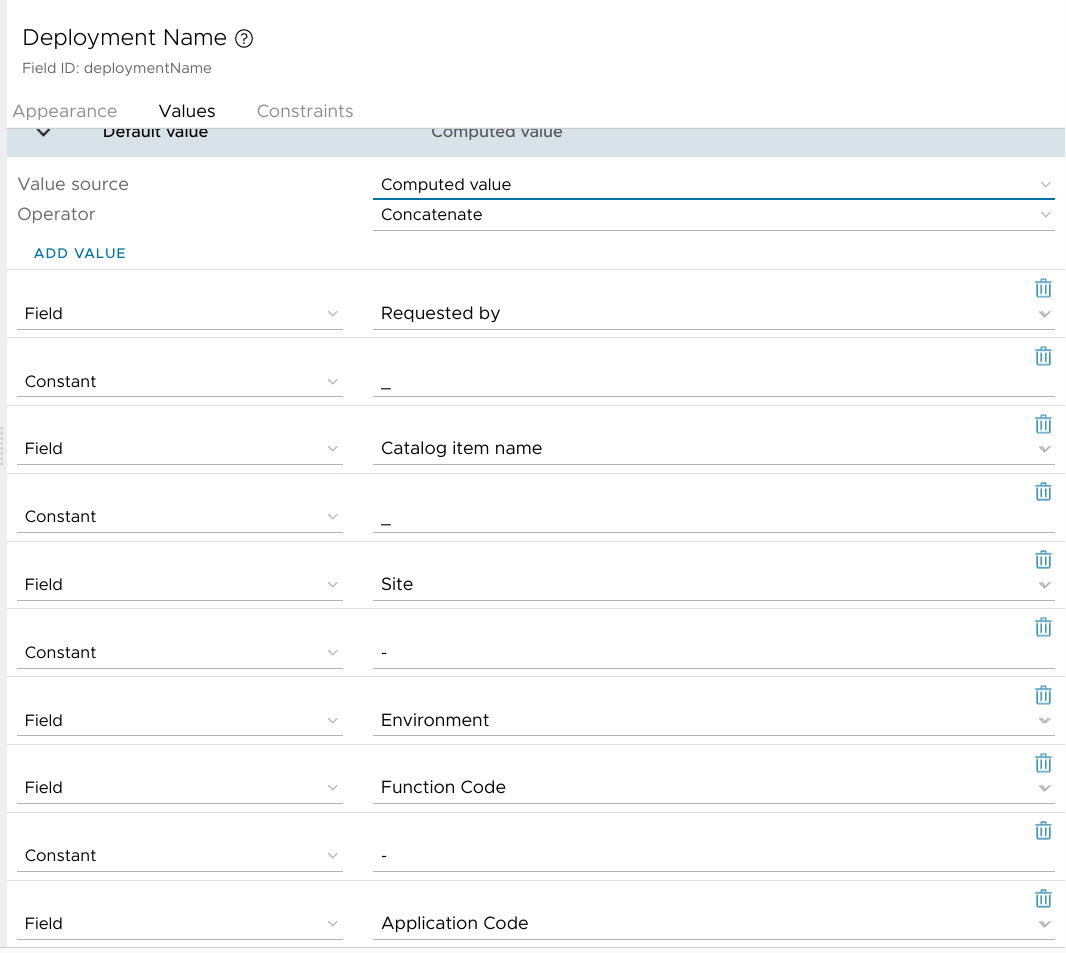 Deployment Name ?
Field ID: deploymentName
Appearance Values Constraints
Default value Computed value
Value source Computed value
Operator Concatenate
ADD VALUE
Field Requested by
Constant _
Field Catalog item name
Constant _
Field Site
Constant -
Field Environment
Field Function Code
Constant -
Field Application Code